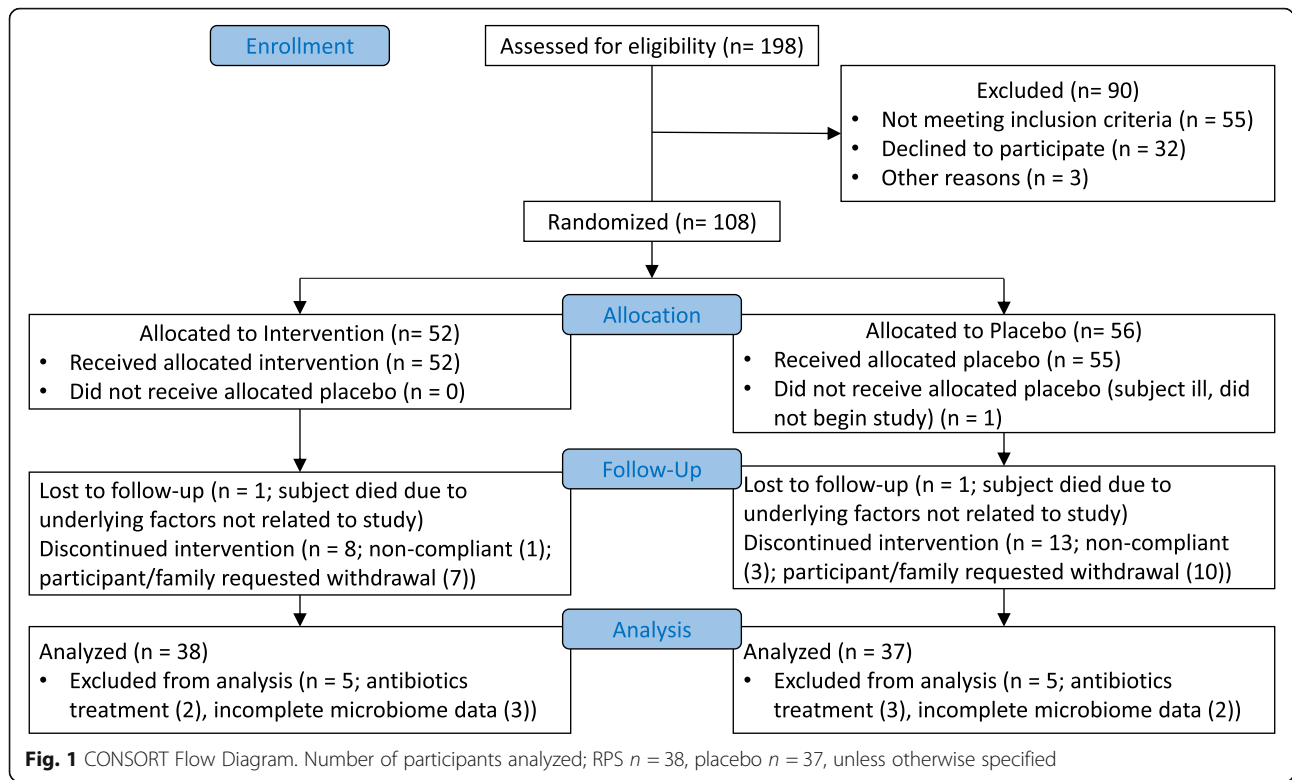 Enrollment
Assessed for eligibility (n= 198)
Excluded (n= 90)
• Not meeting inclusion criteria (n = 55)
• Declined to participate (n = 32)
• Other reasons (n = 3)
Randomized (n= 108)
Allocation
Allocated to Intervention (n= 52)
• Received allocated intervention (n = 52)
• Did not receive allocated placebo (n = 0)
Allocated to Placebo (n= 56)
• Received allocated placebo (n = 55)
• Did not receive allocated placebo (subject ill, did
not begin study) (n = 1)
Follow-Up
Lost to follow-up (n = 1; subject died due to
underlying factors not related to study)
Discontinued intervention (n = 8; non-compliant (1);
participant/family requested withdrawal (7))
Lost to follow-up (n = 1; subject died due to
underlying factors not related to study)
Discontinued intervention (n = 13; non-compliant
(3); participant/family requested withdrawal (10))
Analysis
Analyzed (n = 38)
• Excluded from analysis (n = 5; antibiotics
treatment (2), incomplete microbiome data (3))
Analyzed (n = 37)
• Excluded from analysis (n = 5; antibiotics
treatment (3), incomplete microbiome data (2))
Fig. 1 CONSORT Flow Diagram. Number of participants analyzed; RPS n = 38, placebo n = 37, unless otherwise specified